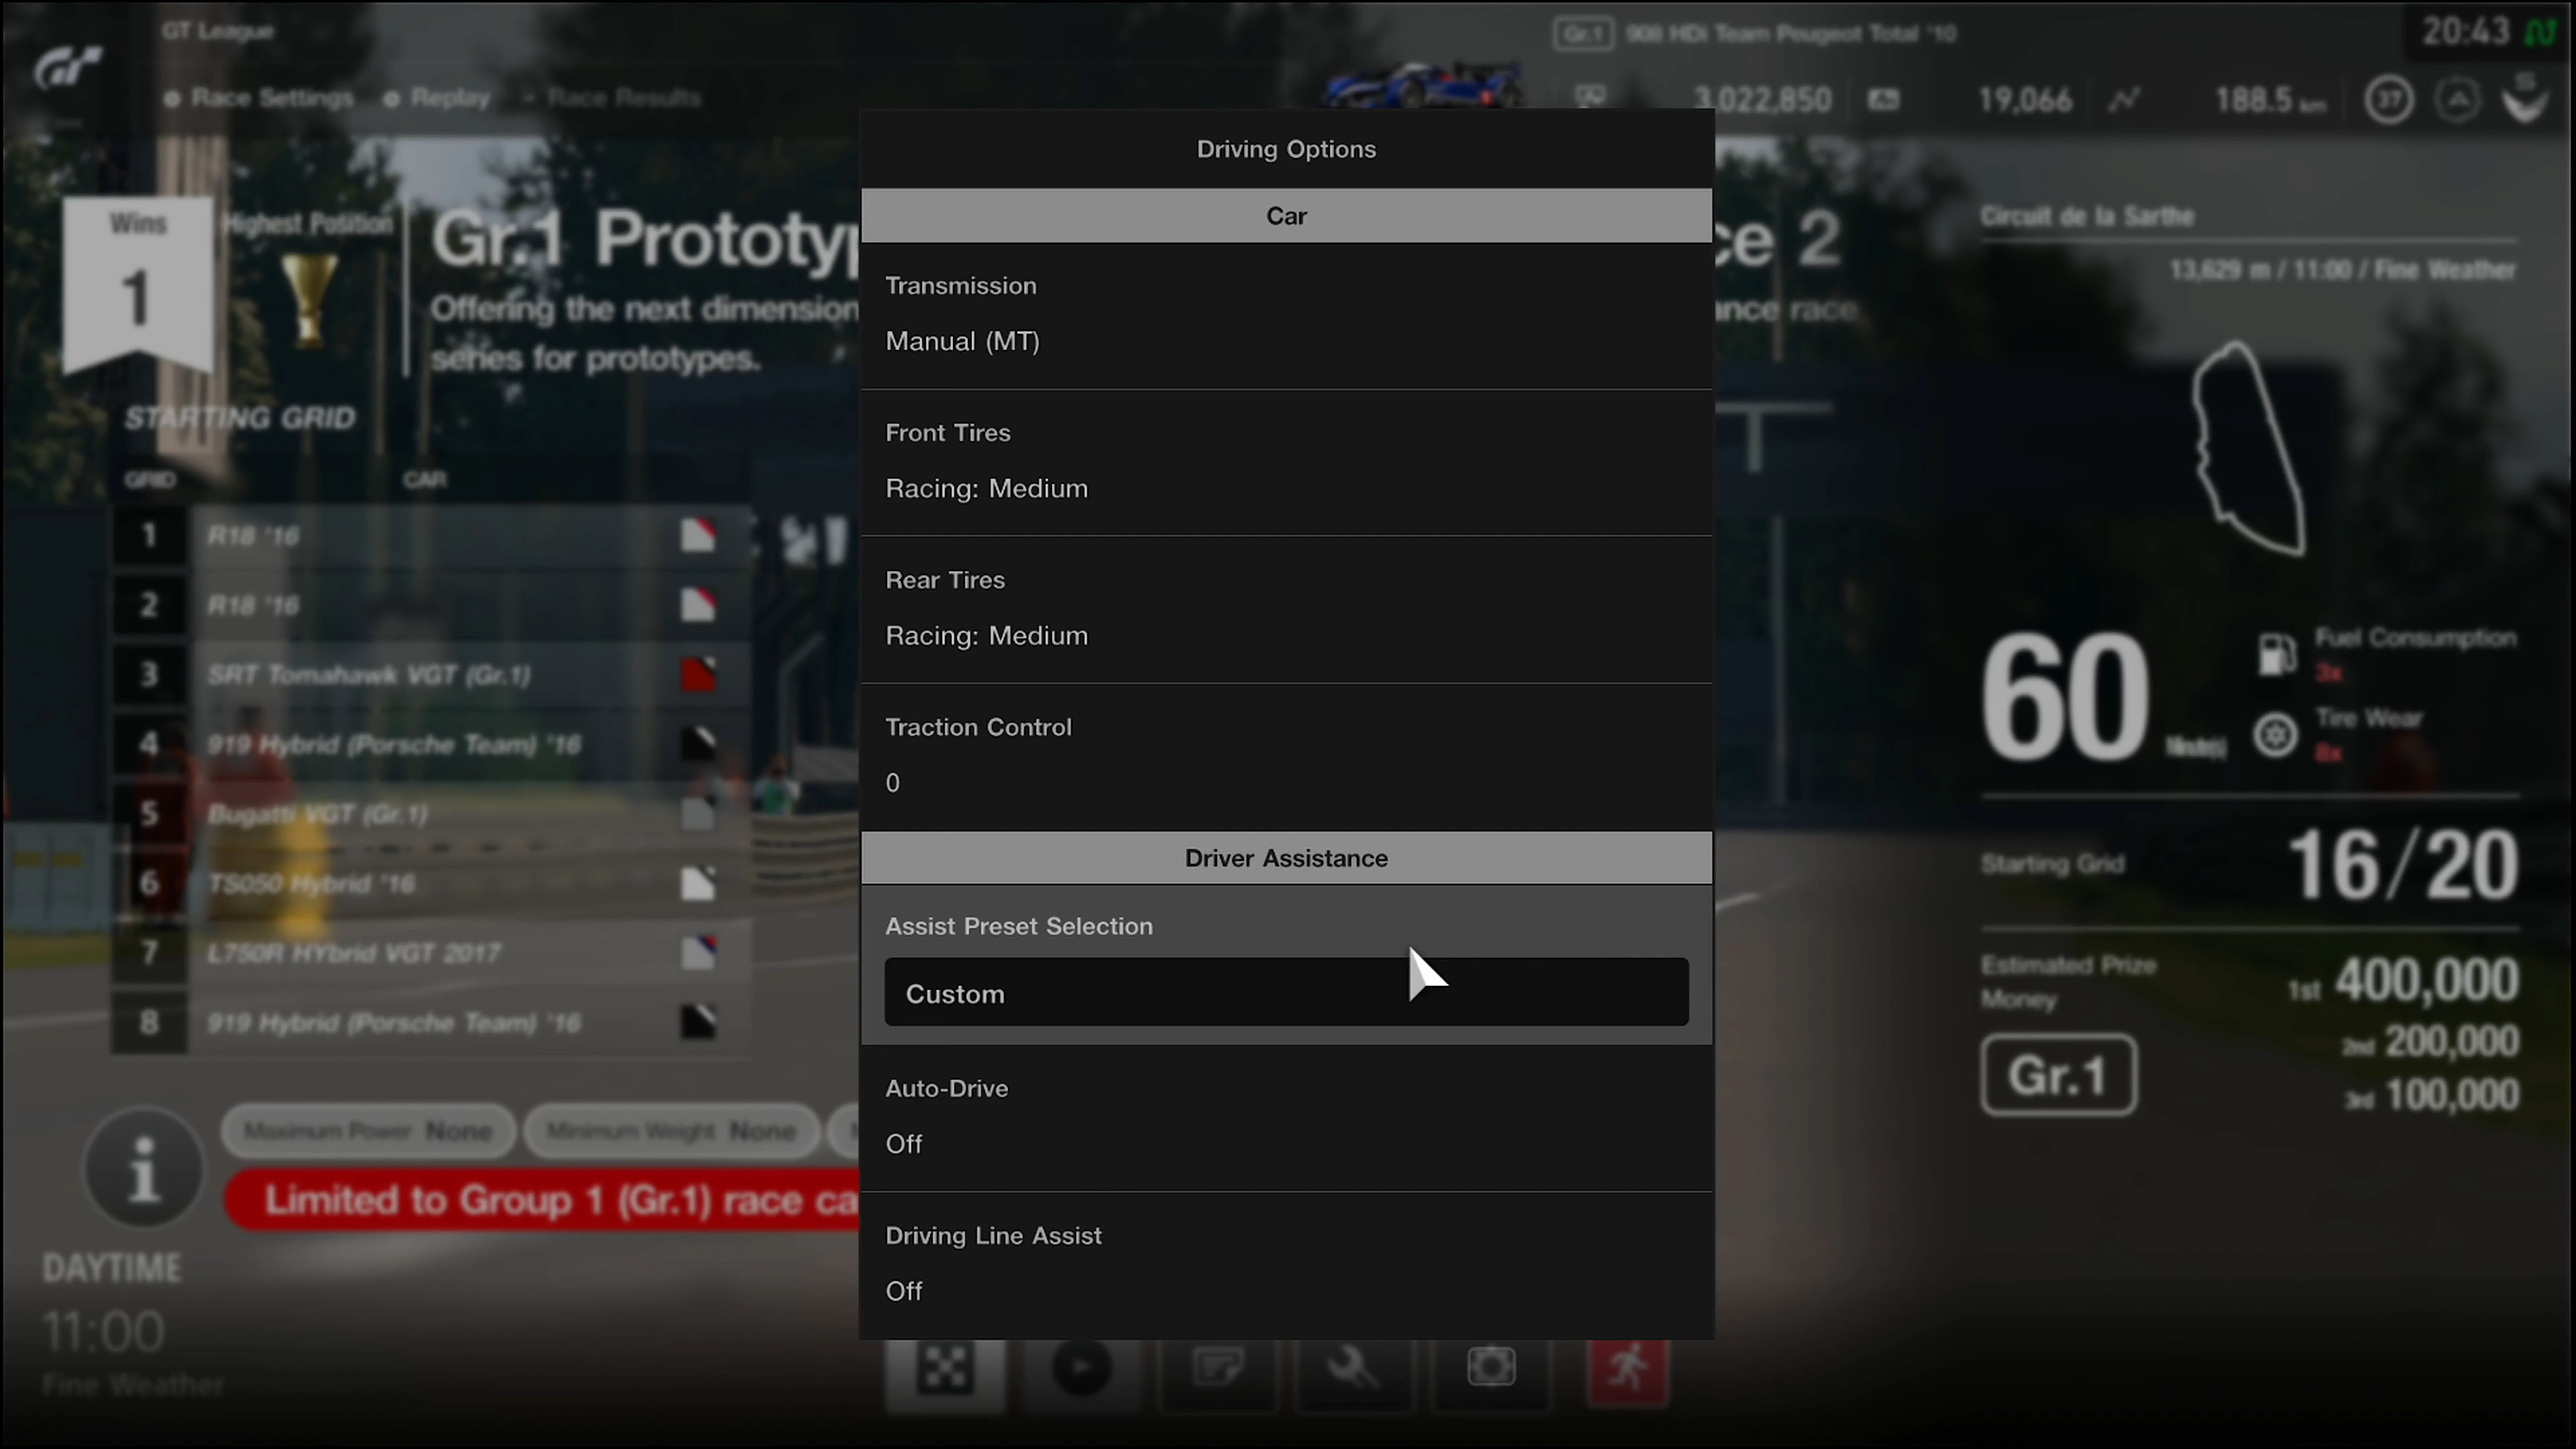 GT League
Gr.1 908 HDi Team Peugeot Total '10
20:43
Race Settings Replay Race Results
3,022,850 19,066 188.5 km 37 A S
Driving Options
Car
Transmission
Manual (MT)
Front Tires
Racing: Medium
Rear Tires
Racing: Medium
Traction Control
0
Driver Assistance
Assist Preset Selection
Custom
Auto-Drive
Off
Driving Line Assist
Off
Wins
1
Highest Position
Gr.1 Prototyp
ce 2
Offering the next dimension
ance race
series for prototypes.
STARTING GRID
GRID CAR
1 R18 '16
2 R18 '16
3 SRT Tomahawk VGT (Gr.1)
4 919 Hybrid (Porsche Team) '16
5 Bugatti VGT (Gr.1)
6 TS050 Hybrid '16
7 L750R HYbrid VGT 2017
8 919 Hybrid (Porsche Team) '16
Maximum Power None Minimum Weight None
Limited to Group 1 (Gr.1) race ca
DAYTIME
11:00
Fine Weather
Circuit de la Sarthe
13,629 m / 11:00 / Fine Weather
60
Fuel Consumption
3x
Tire Wear
8x
Starting Grid 16/20
Estimated Prize
Money
1st 400,000
2nd 200,000
3rd 100,000
Gr.1